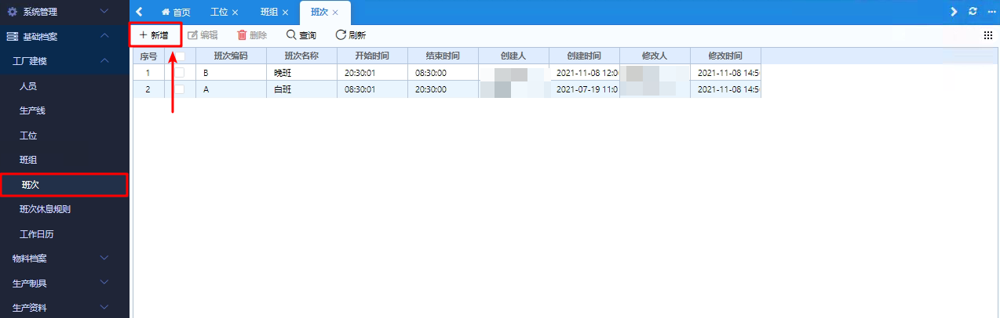 系统管理
基础档案
工厂建模
人员
生产线
工位
班组
班次
班次休息规则
工作日历
物料档案
生产制具
生产资料
首页 工位 班组 班次
新增 编辑 删除 查询 刷新
序号 班次编码 班次名称 开始时间 结束时间 创建人 创建时间 修改人 修改时间
1 B 晚班 20:30:01 08:30:00 2021-11-08 12:0 2021-11-08 14:5
2 A 白班 08:30:01 20:30:00 2021-07-19 11:0 2021-11-08 14:5